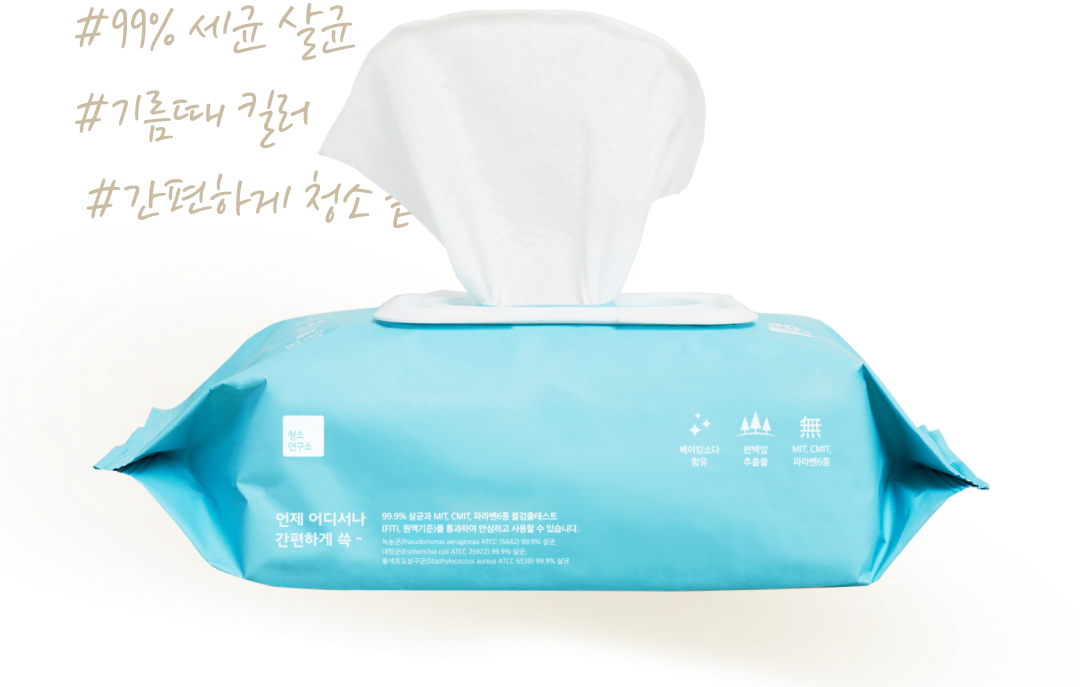 #99% 세균 살균
#기름때 킬러
#간편하게 청소
청소
연구소
베이킹소다
함유
편백잎
추출물
無
MIT, CMIT,
파라벤6종
언제 어디서나
간편하게 쓱 -
99.9% 살균과 MIT, CMIT, 파라벤6종 불검출테스트
(FITI, 원액기준)를 통과하여 안심하고 사용할 수 있습니다.
녹농균(Pseudomonas aeruginosa ATCC 15442) 99.9% 살균,
대장균(Escherichia coli ATCC 25922) 99.9% 살균,
황색포도상구균(Staphylococcus aureus ATCC 6538) 99.9% 살균